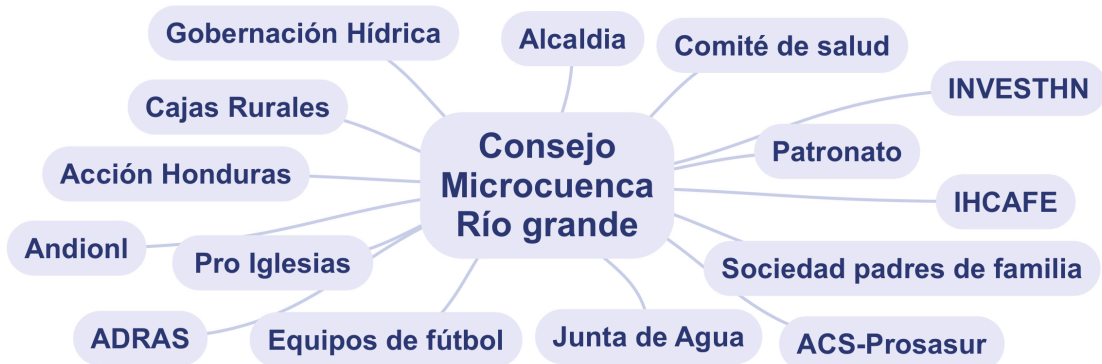 Gobernación Hídrica
Alcaldia
Comité de salud
INVESTHN
Cajas Rurales
Consejo
Microcuenca
Río grande
Patronato
Acción Honduras
IHCAFE
Andionl
Pro Iglesias
Sociedad padres de familia
ADRAS
Equipos de fútbol
Junta de Agua
ACS-Prosasur